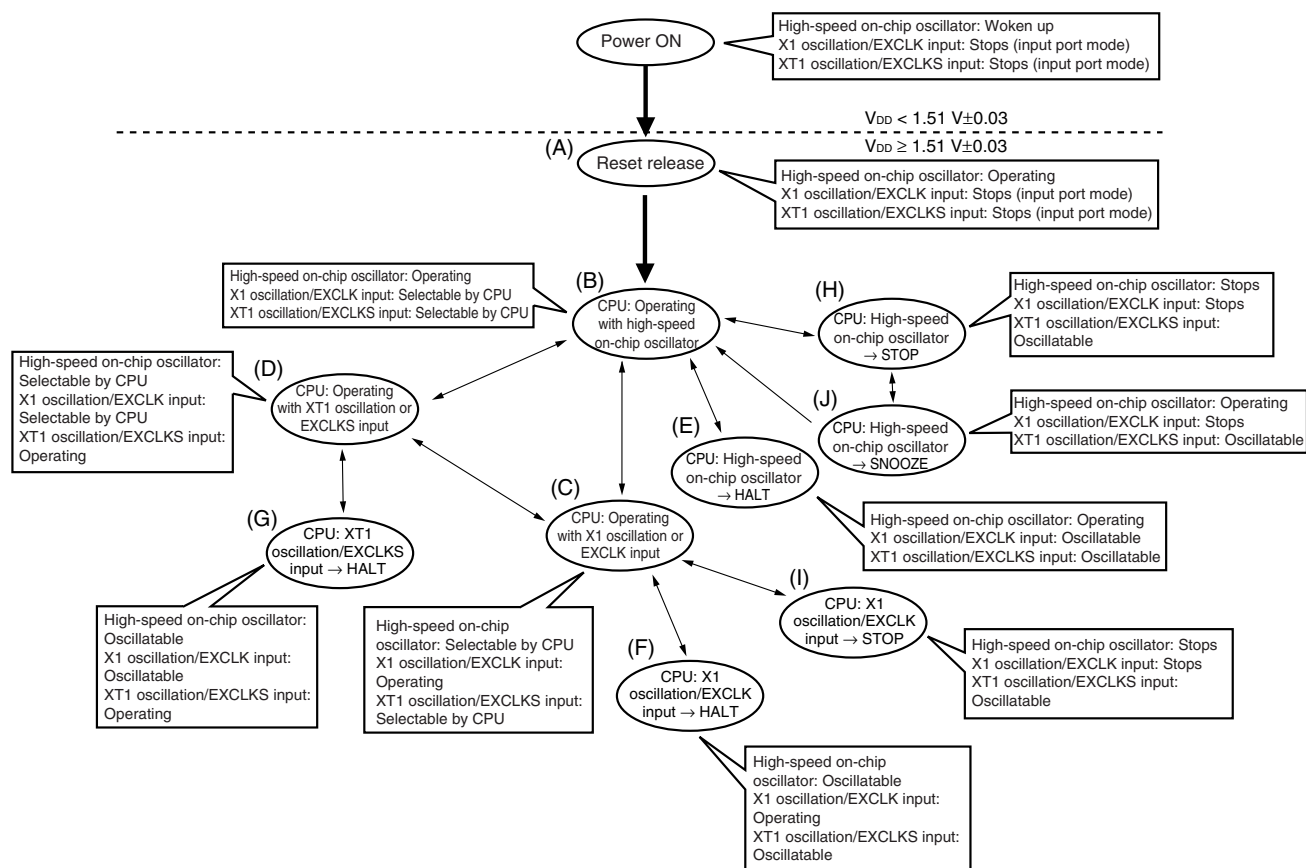 Power ON
High-speed on-chip oscillator: Woken up
X1 oscillation/EXCLK input: Stops (input port mode)
XT1 oscillation/EXCLKS input: Stops (input port mode)
VDD < 1.51 V±0.03
VDD ≥ 1.51 V±0.03
(A)
Reset release
High-speed on-chip oscillator: Operating
X1 oscillation/EXCLK input: Stops (input port mode)
XT1 oscillation/EXCLKS input: Stops (input port mode)
High-speed on-chip oscillator: Operating
X1 oscillation/EXCLK input: Selectable by CPU
XT1 oscillation/EXCLKS input: Selectable by CPU
(B)
CPU: Operating
with high-speed
on-chip oscillator
(H)
CPU: High-speed
on-chip oscillator
→ STOP
High-speed on-chip oscillator: Stops
X1 oscillation/EXCLK input: Stops
XT1 oscillation/EXCLKS input:
Oscillatable
High-speed on-chip oscillator:
Selectable by CPU
X1 oscillation/EXCLK input:
Selectable by CPU
XT1 oscillation/EXCLKS input:
Operating
(D)
CPU: Operating
with XT1 oscillation or
EXCLKS input
(J)
CPU: High-speed
on-chip oscillator
→ SNOOZE
High-speed on-chip oscillator: Operating
X1 oscillation/EXCLK input: Stops
XT1 oscillation/EXCLKS input: Oscillatable
(E)
CPU: High-speed
on-chip oscillator
→ HALT
High-speed on-chip oscillator: Operating
X1 oscillation/EXCLK input: Oscillatable
XT1 oscillation/EXCLKS input: Oscillatable
(C)
CPU: Operating
with X1 oscillation or
EXCLK input
(G)
CPU: XT1
oscillation/EXCLKS
input → HALT
High-speed on-chip oscillator:
Oscillatable
X1 oscillation/EXCLK input:
Oscillatable
XT1 oscillation/EXCLKS input:
Operating
High-speed on-chip
oscillator: Selectable by CPU
X1 oscillation/EXCLK input:
Operating
XT1 oscillation/EXCLKS input:
Selectable by CPU
(I)
CPU: X1
oscillation/EXCLK
input → STOP
High-speed on-chip oscillator: Stops
X1 oscillation/EXCLK input: Stops
XT1 oscillation/EXCLKS input:
Oscillatable
(F)
CPU: X1
oscillation/EXCLK
input → HALT
High-speed on-chip
oscillator: Oscillatable
X1 oscillation/EXCLK input:
Operating
XT1 oscillation/EXCLKS input:
Oscillatable